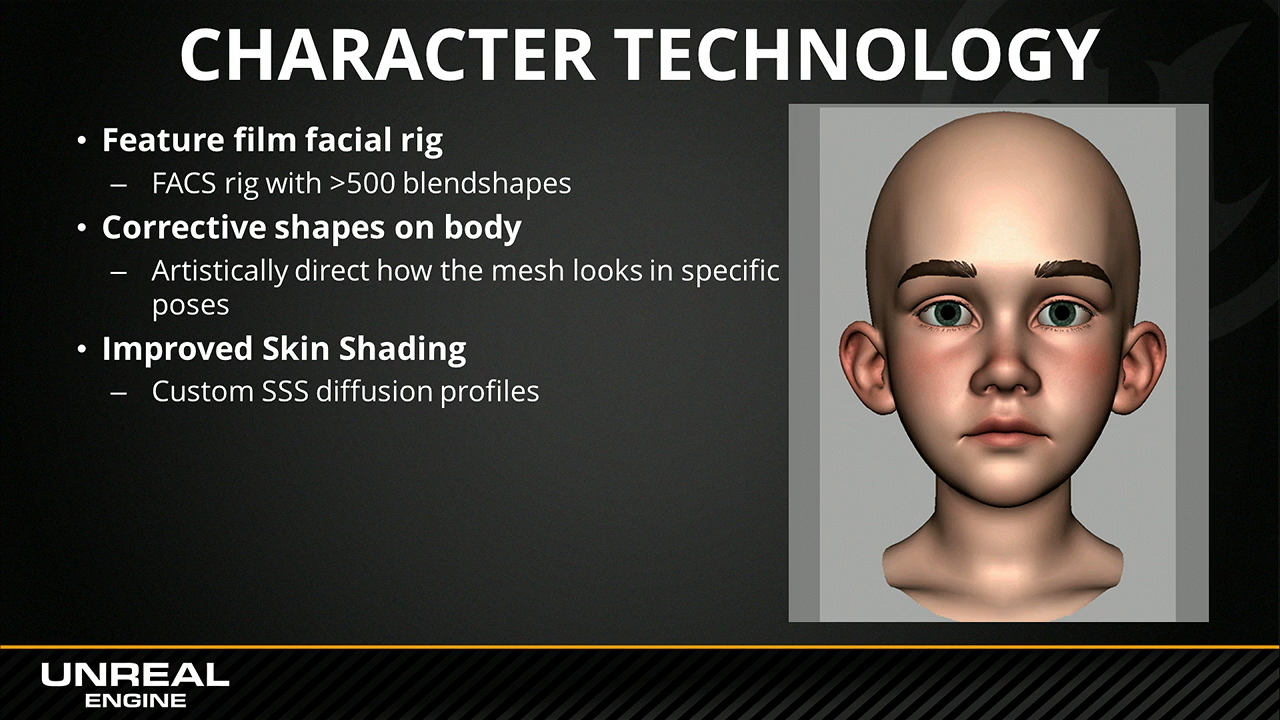 CHARACTER TECHNOLOGY
• Feature film facial rig
– FACS rig with >500 blendshapes
• Corrective shapes on body
– Artistically direct how the mesh looks in specific
poses
• Improved Skin Shading
– Custom SSS diffusion profiles
UNREAL
ENGINE